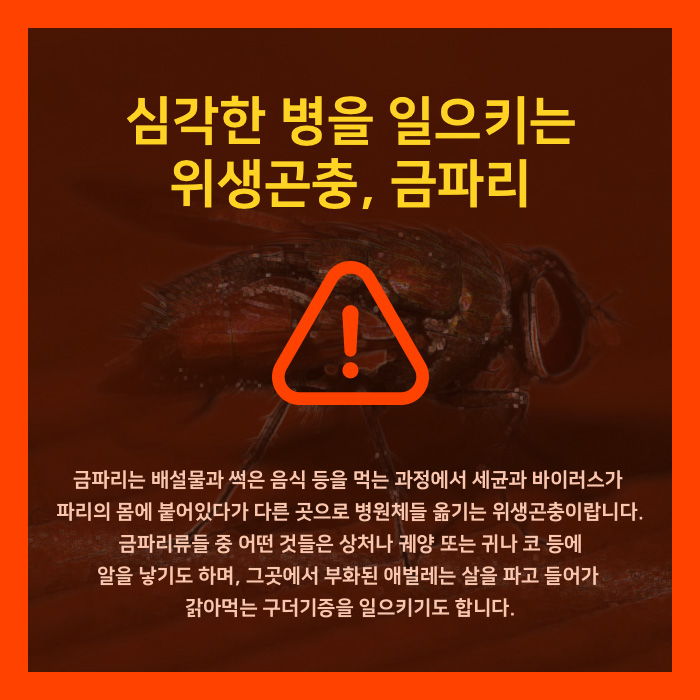 심각한 병을 일으키는
위생곤충, 금파리
금파리는 배설물과 썩은 음식 등을 먹는 과정에서 세균과 바이러스가
파리의 몸에 붙어있다가 다른 곳으로 병원체들 옮기는 위생곤충이랍니다.
금파리류들 중 어떤 것들은 상처나 궤양 또는 귀나 코 등에
알을 낳기도 하며, 그곳에서 부화된 애벌레는 살을 파고 들어가
갉아먹는 구더기증을 일으키기도 합니다.